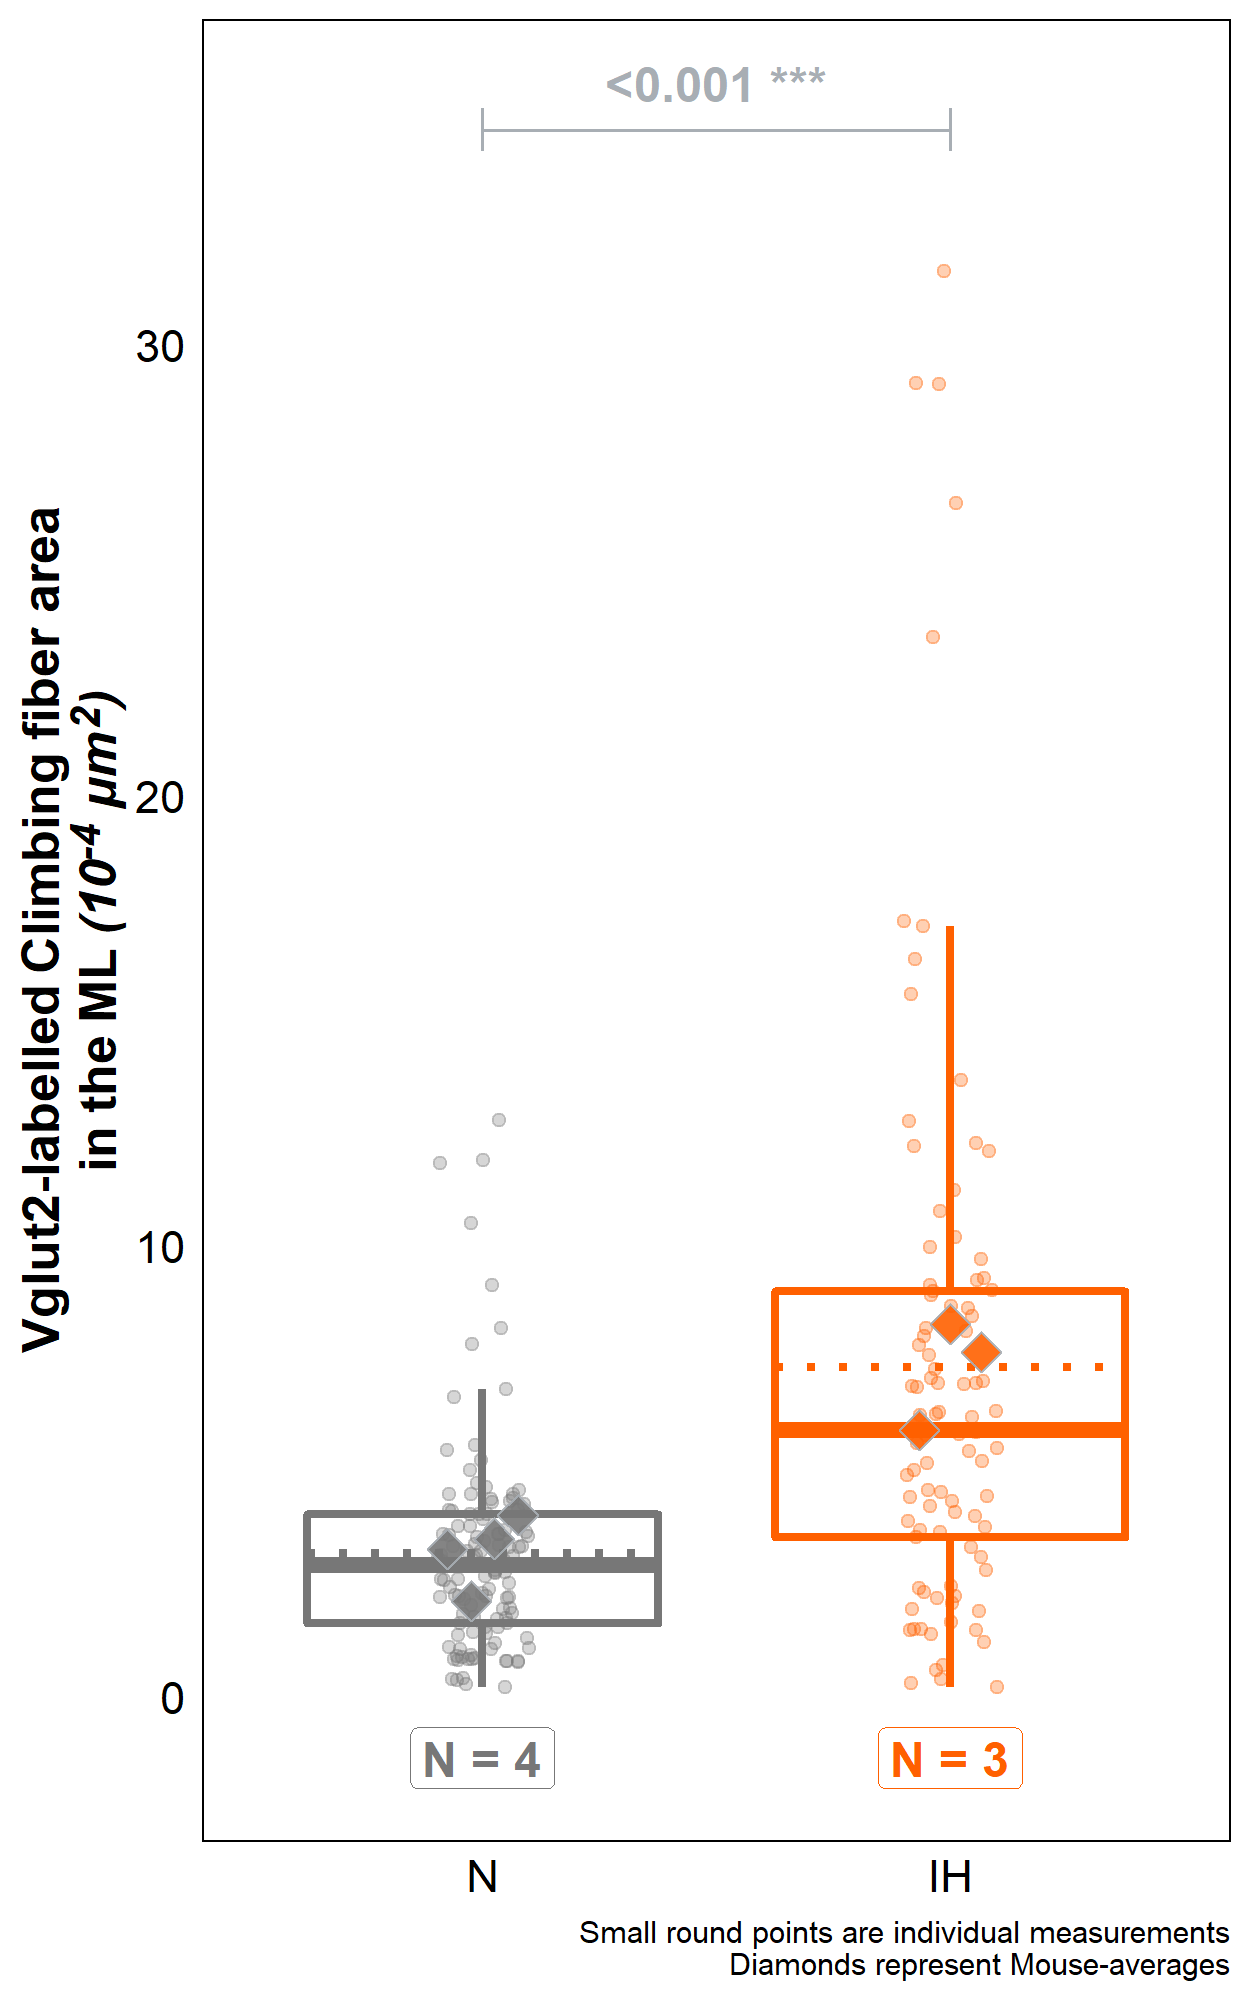 <0.001 ***
Vglut2-labelled Climbing fiber area
in the ML (10⁻⁴ µm²)
30
20
10
0
N = 4
N = 3
N
IH
Small round points are individual measurements
Diamonds represent Mouse-averages